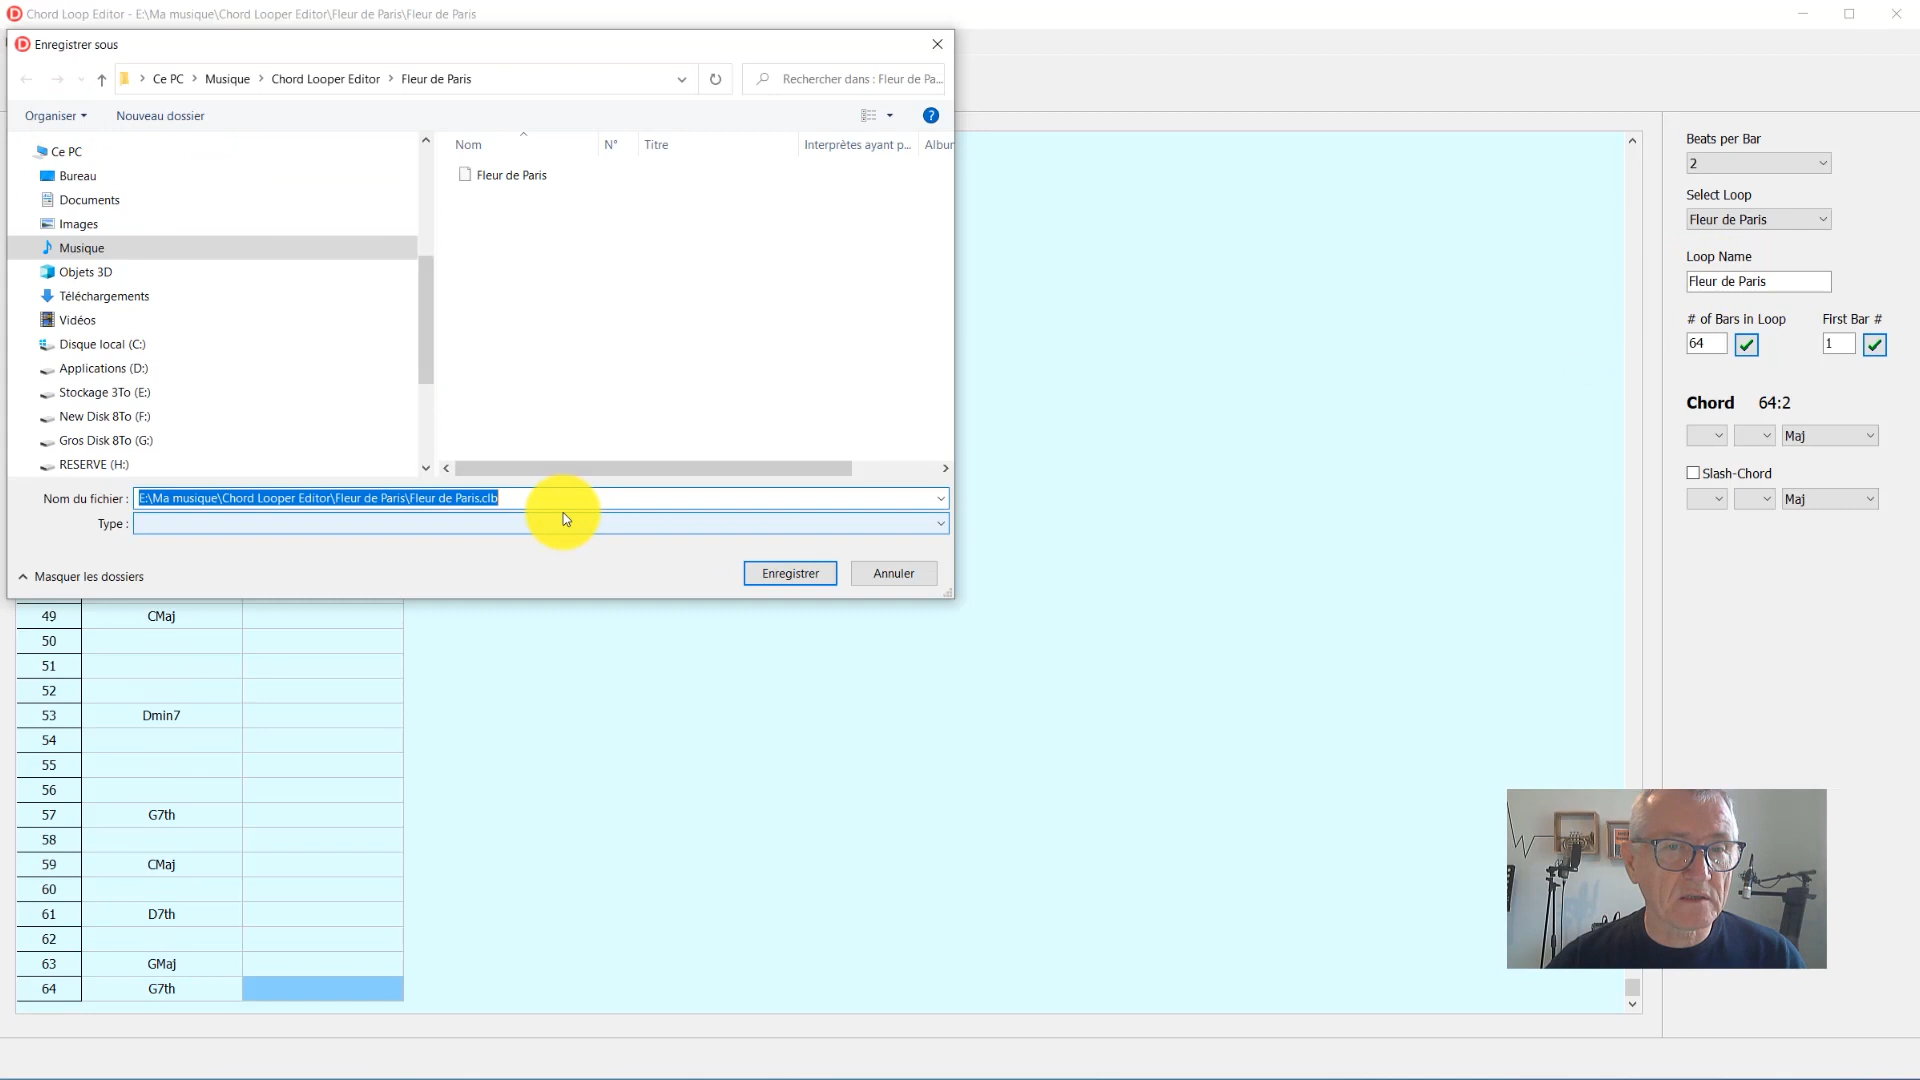 Chord Loop Editor - E:\Ma musique\Chord Looper Editor\Fleur de Paris\Fleur de Paris
Enregistrer sous
Ce PC > Musique > Chord Looper Editor > Fleur de Paris
Rechercher dans : Fleur de Pa...
Organiser
Nouveau dossier
Ce PC
Bureau
Documents
Images
Musique
Objets 3D
Téléchargements
Vidéos
Disque local (C:)
Applications (D:)
Stockage 3To (E:)
New Disk 8To (F:)
Gros Disk 8To (G:)
RESERVE (H:)
Nom N° Titre Interprètes ayant p... Albur
Fleur de Paris
Nom du fichier : E:\Ma musique\Chord Looper Editor\Fleur de Paris\Fleur de Paris.clb
Type :
Masquer les dossiers
Enregistrer
Annuler
49 CMaj
50
51
52
53 Dmin7
54
55
56
57 G7th
58
59 CMaj
60
61 D7th
62
63 GMaj
64 G7th
Beats per Bar
2
Select Loop
Fleur de Paris
Loop Name
Fleur de Paris
# of Bars in Loop First Bar #
64 1
Chord 64:2
Maj
Slash-Chord
Maj